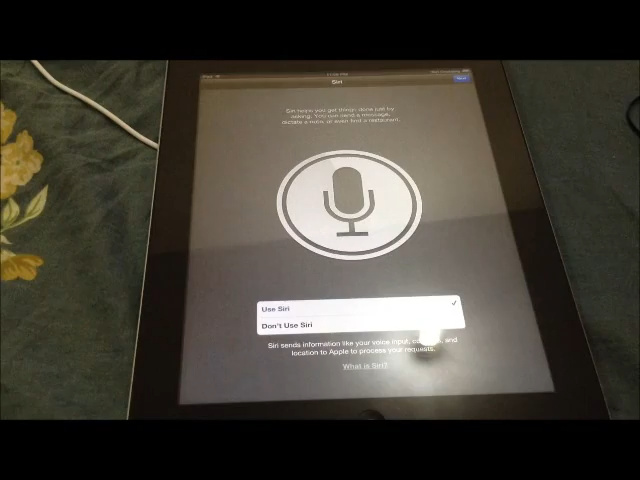 Siri
Siri helps you get things done just by
asking. You can send a message,
dictate a note, or even find a restaurant.
Use Siri
Don't Use Siri
Siri sends information like your voice input, and
location to Apple to process your requests.
What is Siri?